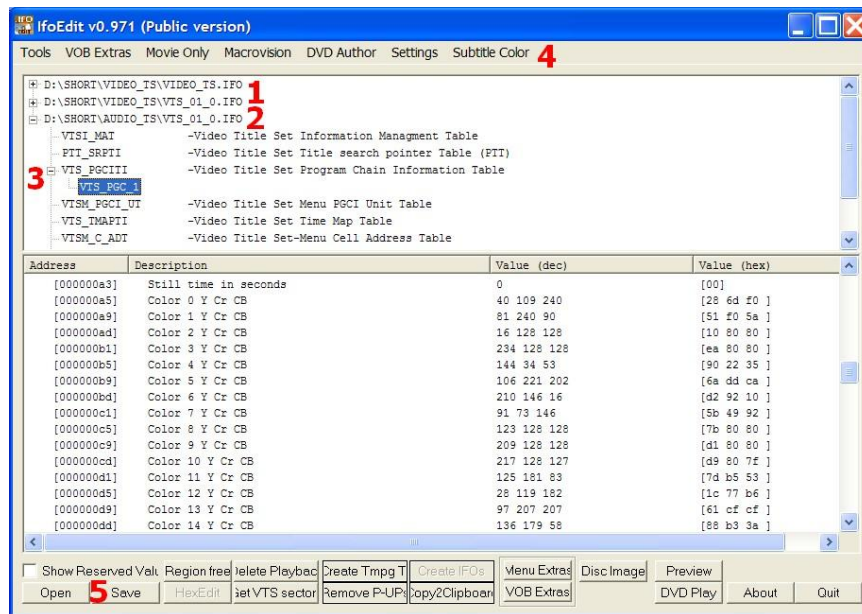 IfoEdit v0.971 (Public version)
Tools VOB Extras Movie Only Macrovision DVD Author Settings Subtitle Color 4
D:\SHORT\VIDEO_TS\VIDEO_TS.IFO
D:\SHORT\VIDEO_TS\VTS_01_0.IFO 1
D:\SHORT\AUDIO_TS\VTS_01_0.IFO 2
VTSI_MAT -Video Title Set Information Managment Table
PTT_SRPTI -Video Title Set Title search pointer Table (PTT)
3 VTS_PGCITI -Video Title Set Program Chain Information Table
VTS_PGC_1
VTSM_PGCI_UT -Video Title Set Menu PGCI Unit Table
VTS_TMAPTI -Video Title Set Time Map Table
VTSM_C_ADT -Video Title Set-Menu Cell Address Table
Address Description Value (dec) Value (hex)
[000000a3] Still time in seconds 0 [00]
[000000a5] Color 0 Y Cr CB 40 109 240 [28 6d f0 ]
[000000a9] Color 1 Y Cr CB 81 240 90 [51 f0 5a ]
[000000ad] Color 2 Y Cr CB 16 128 128 [10 80 80 ]
[000000b1] Color 3 Y Cr CB 234 128 128 [ea 80 80 ]
[000000b5] Color 4 Y Cr CB 144 34 53 [90 22 35 ]
[000000b9] Color 5 Y Cr CB 106 221 202 [6a dd ca ]
[000000bd] Color 6 Y Cr CB 210 146 16 [d2 92 10 ]
[000000c1] Color 7 Y Cr CB 91 73 146 [5b 49 92 ]
[000000c5] Color 8 Y Cr CB 123 128 128 [7b 80 80 ]
[000000c9] Color 9 Y Cr CB 209 128 128 [d1 80 80 ]
[000000cd] Color 10 Y Cr CB 217 128 127 [d9 80 7f ]
[000000d1] Color 11 Y Cr CB 125 181 83 [7d b5 53 ]
[000000d5] Color 12 Y Cr CB 28 119 182 [1c 77 b6 ]
[000000d9] Color 13 Y Cr CB 97 207 207 [61 cf cf ]
[000000dd] Color 14 Y Cr CB 136 179 58 [88 b3 3a ]
Show Reserved Valu Region free Delete Playbac Create Tmpg T Create IFOs Menu Extras Disc Image Preview
Open 5 Save HexEdit Get VTS sector Remove P-UPs Copy2Clipboard VOB Extras DVD Play About Quit